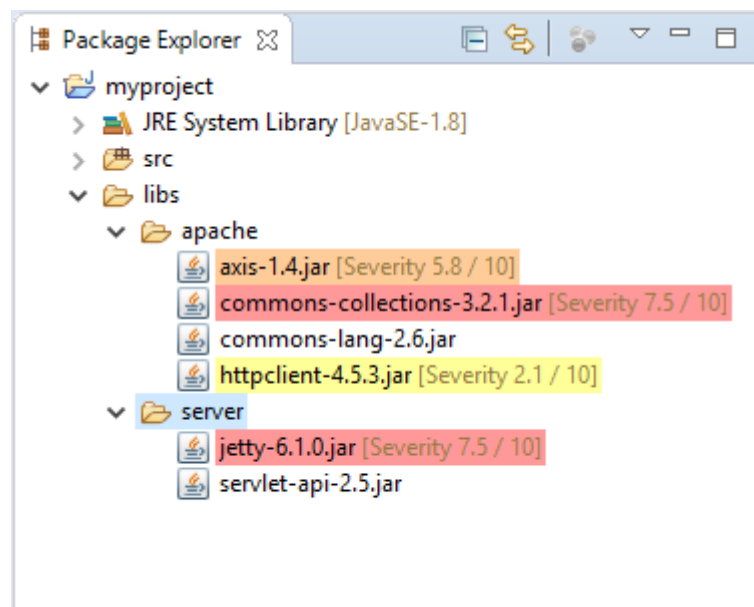 Package Explorer
myproject
JRE System Library [JavaSE-1.8]
src
libs
apache
axis-1.4.jar [Severity 5.8 / 10]
commons-collections-3.2.1.jar [Severity 7.5 / 10]
commons-lang-2.6.jar
httpclient-4.5.3.jar [Severity 2.1 / 10]
server
jetty-6.1.0.jar [Severity 7.5 / 10]
servlet-api-2.5.jar